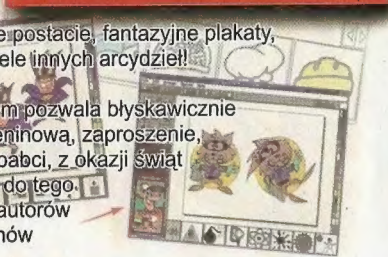 e postacie, fantazyjne plakaty,
ele innych arcydzieł!
m pozwala błyskawicznie
eninową, zaproszenie,
babci, z okazji świąt
do tego
autorów
nów